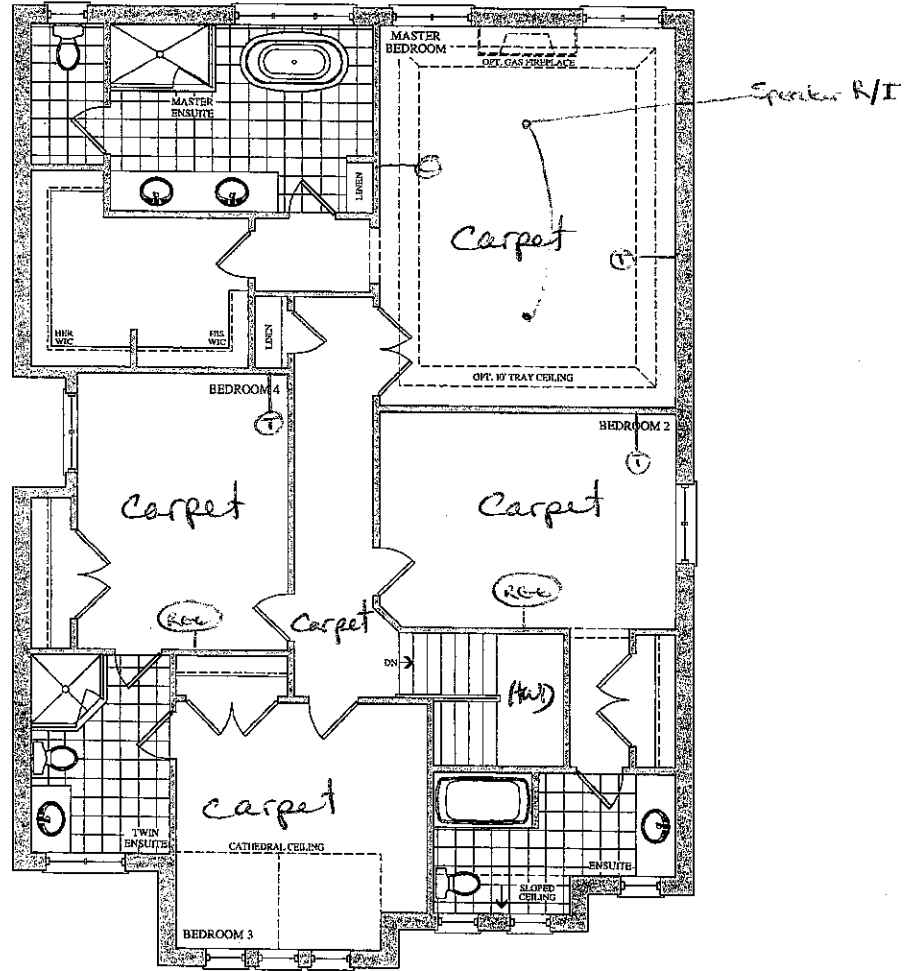 MASTER
BEDROOM
OPT. GAS FIREPLACE
Speaker R/I
MASTER
ENSUITE
LINEN
Carpet
T
HER
WIC
HIS
WIC
LINEN
OPT. 10' TRAY CEILING
BEDROOM 4
T
BEDROOM 2
T
Carpet
Carpet
Carpet
DN
(HWD)
Carpet
TWIN
ENSUITE
CATHEDRAL CEILING
ENSUITE
SLOPED
CEILING
BEDROOM 3